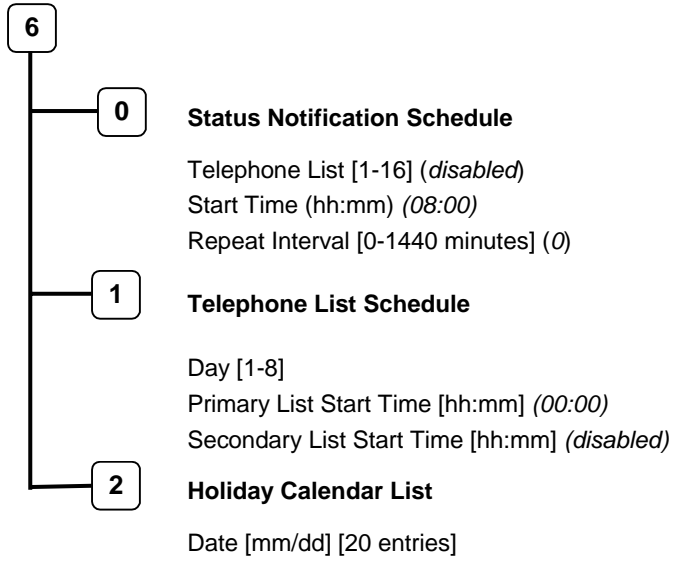 6
0 Status Notification Schedule
Telephone List [1-16] (disabled)
Start Time (hh:mm) (08:00)
Repeat Interval [0-1440 minutes] (0)
1 Telephone List Schedule
Day [1-8]
Primary List Start Time [hh:mm] (00:00)
Secondary List Start Time [hh:mm] (disabled)
2 Holiday Calendar List
Date [mm/dd] [20 entries]